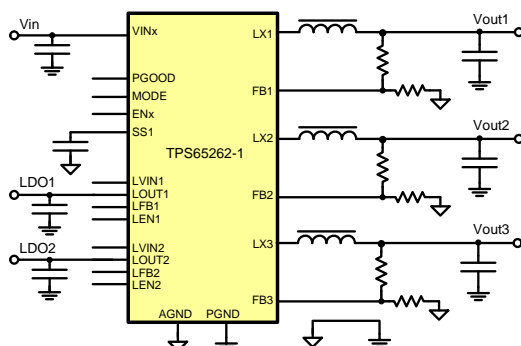 Vin
VINx
PGOOD
MODE
ENx
SS1
TPS65262-1
LDO1
LVIN1
LOUT1
LFB1
LEN1
LDO2
LVIN2
LOUT2
LFB2
LEN2
AGND
PGND
LX1
Vout1
FB1
LX2
Vout2
FB2
LX3
Vout3
FB3